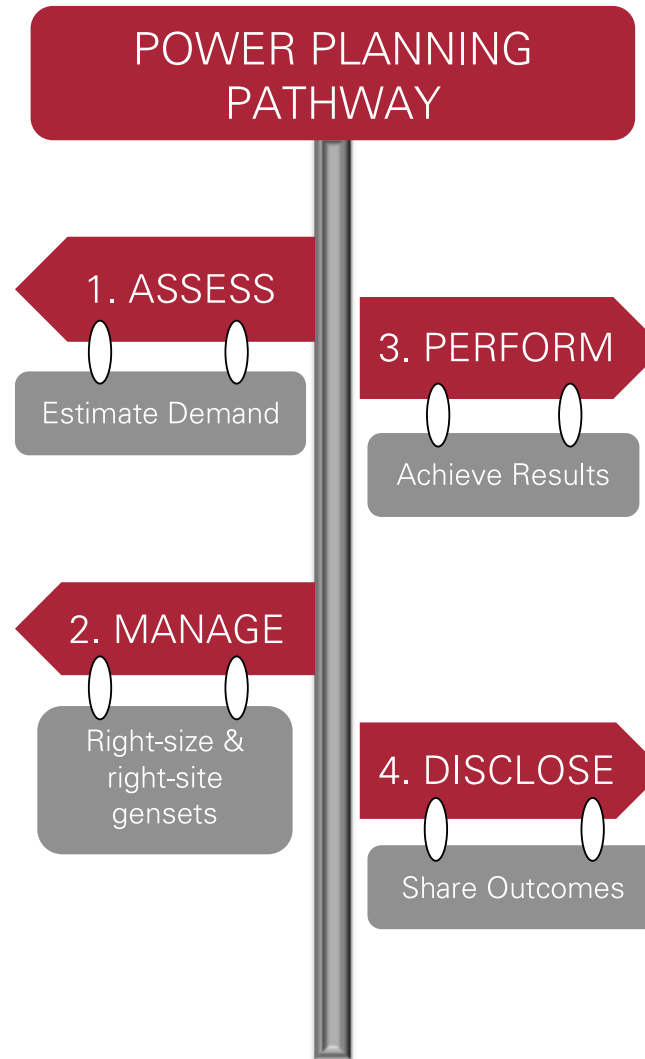 POWER PLANNING
PATHWAY
1. ASSESS
Estimate Demand
2. MANAGE
Right-size &
right-site
gensets
3. PERFORM
Achieve Results
4. DISCLOSE
Share Outcomes